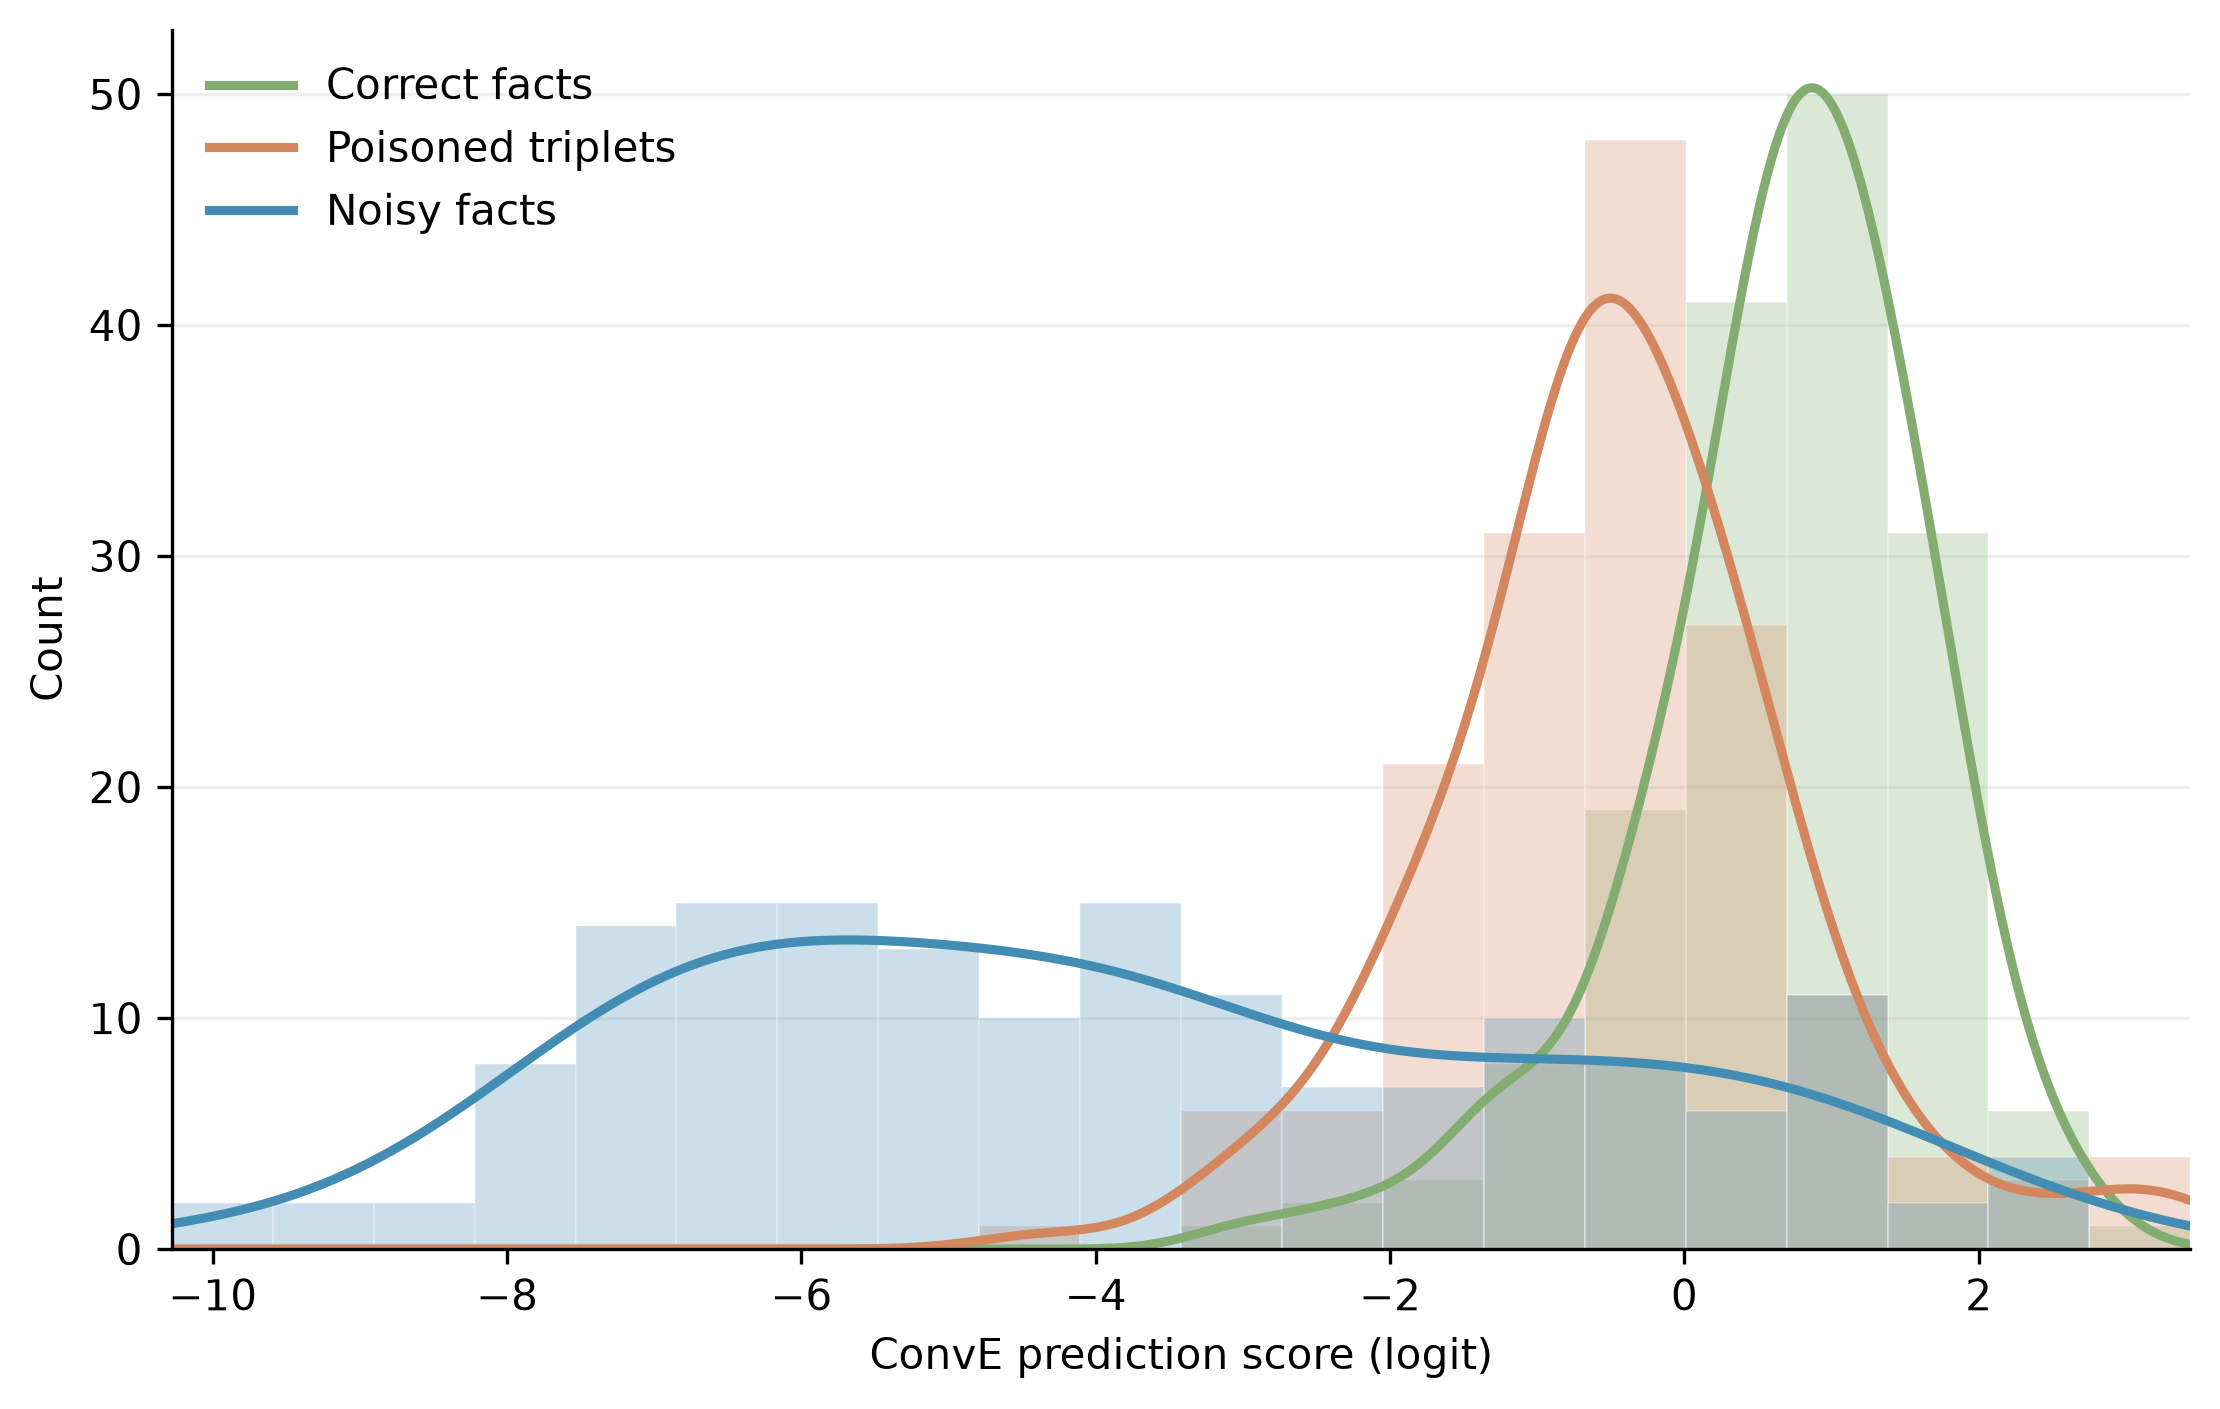 Correct facts
Poisoned triplets
Noisy facts
50
40
30
20
10
0
Count
−10 −8 −6 −4 −2 0 2
ConvE prediction score (logit)